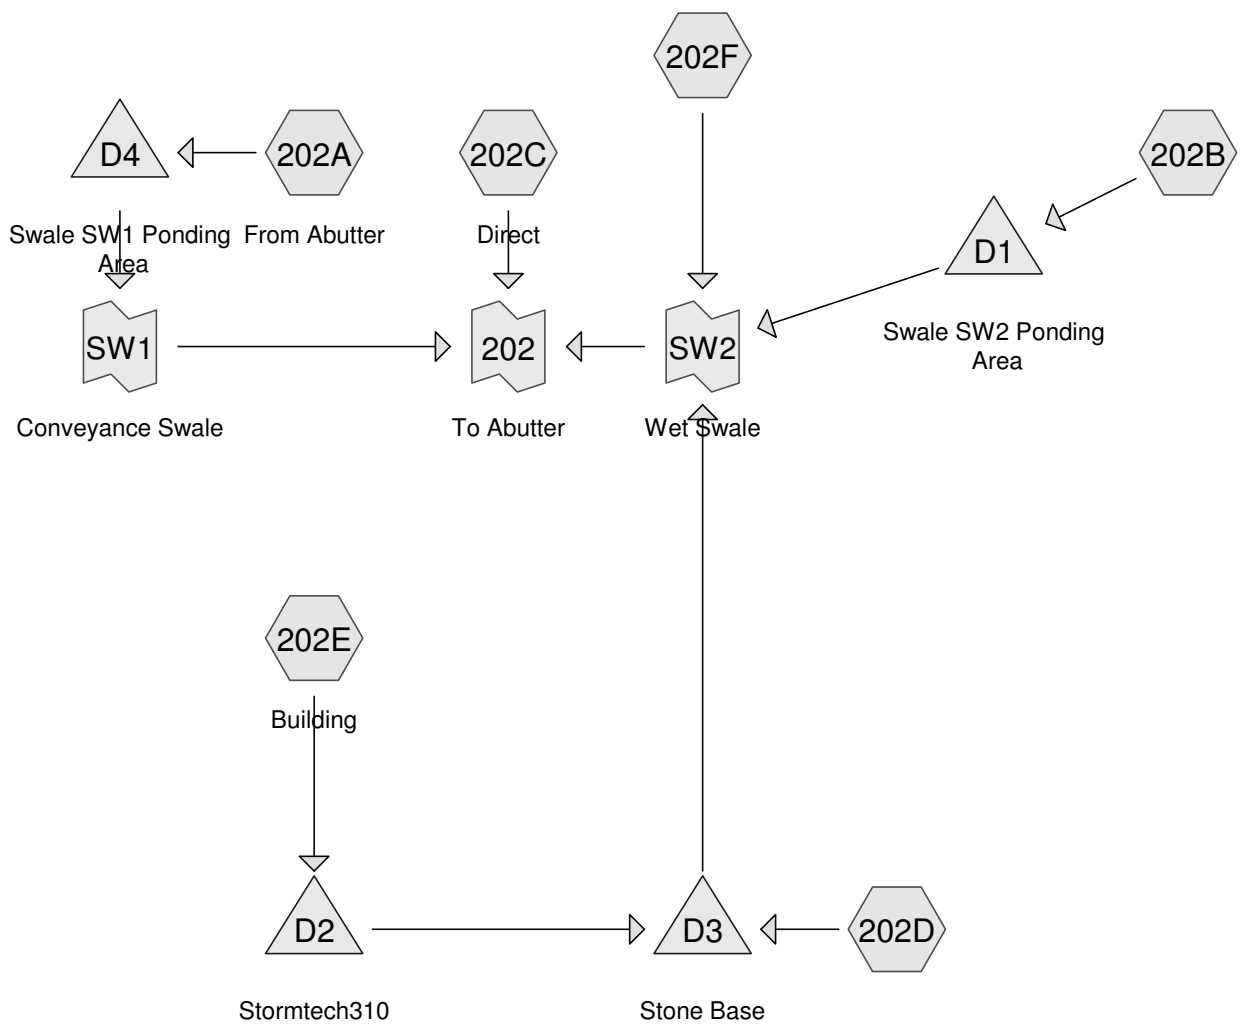 202F
D4
202A
202C
202B
Swale SW1 Ponding
Area
From Abutter
Direct
D1
Swale SW2 Ponding
Area
SW1
202
SW2
Conveyance Swale
To Abutter
Wet Swale
202E
Building
D2
D3
202D
Stormtech310
Stone Base